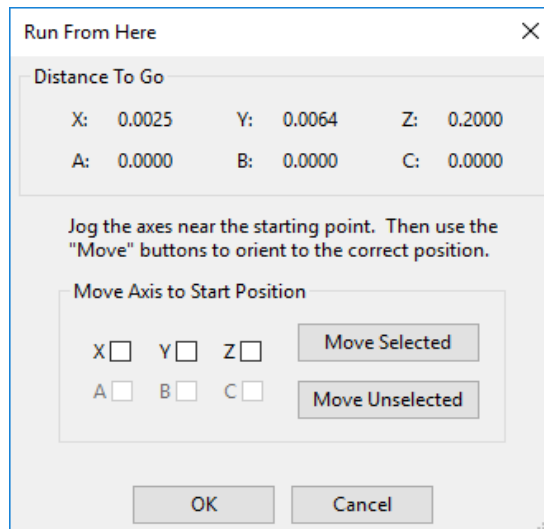 Run From Here
Distance To Go
X: 0.0025 Y: 0.0064 Z: 0.2000
A: 0.0000 B: 0.0000 C: 0.0000
Jog the axes near the starting point. Then use the
"Move" buttons to orient to the correct position.
Move Axis to Start Position
X Y Z Move Selected
A B C Move Unselected
OK Cancel